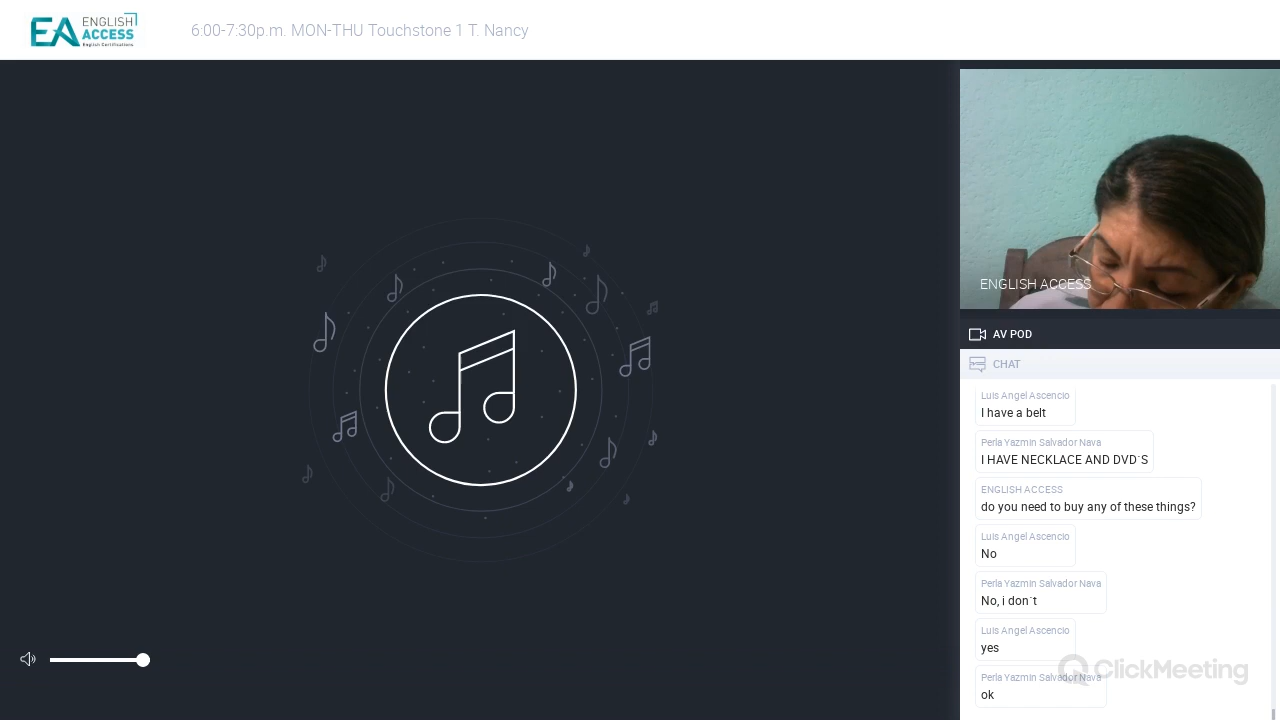 EA ENGLISH
ACCESS
English Certifications
6:00-7:30p.m. MON-THU Touchstone 1 T. Nancy
ENGLISH ACCESS
AV POD
CHAT
Luis Angel Ascencio
I have a belt
Perla Yazmin Salvador Nava
I HAVE NECKLACE AND DVD´S
ENGLISH ACCESS
do you need to buy any of these things?
Luis Angel Ascencio
No
Perla Yazmin Salvador Nava
No, i don´t
Luis Angel Ascencio
yes
Perla Yazmin Salvador Nava
ok
ClickMeeting